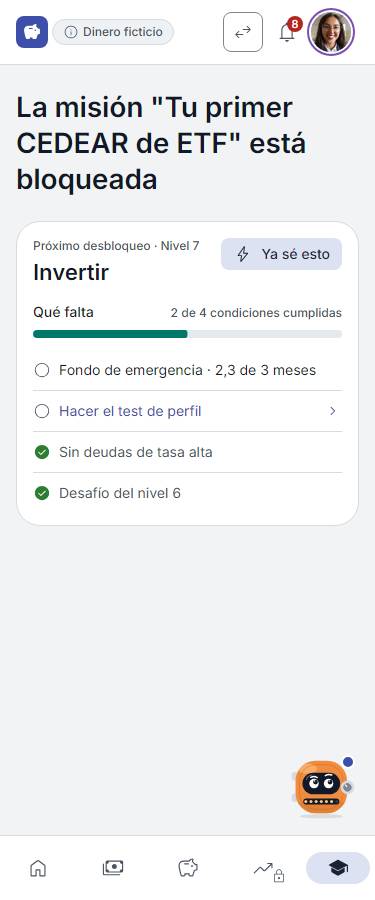 Dinero ficticio
8
La misión "Tu primer
CEDEAR de ETF" está
bloqueada
Próximo desbloqueo · Nivel 7
Ya sé esto
Invertir
Qué falta
2 de 4 condiciones cumplidas
Fondo de emergencia · 2,3 de 3 meses
Hacer el test de perfil
Sin deudas de tasa alta
Desafío del nivel 6